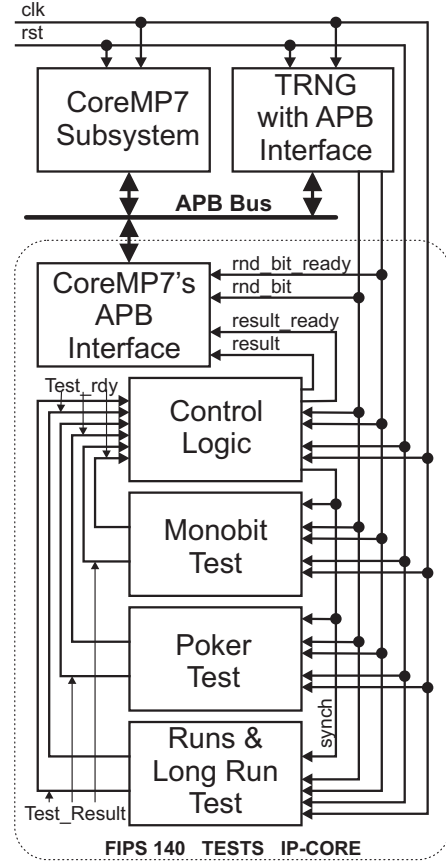 clk
rst
CoreMP7
Subsystem
TRNG
with APB
Interface
APB Bus
CoreMP7's
APB
Interface
rnd_bit_ready
rnd_bit
result_ready
result
Test_rdy
Control
Logic
Monobit
Test
Poker
Test
synch
Runs &
Long Run
Test
Test_Result
FIPS 140 TESTS IP-CORE